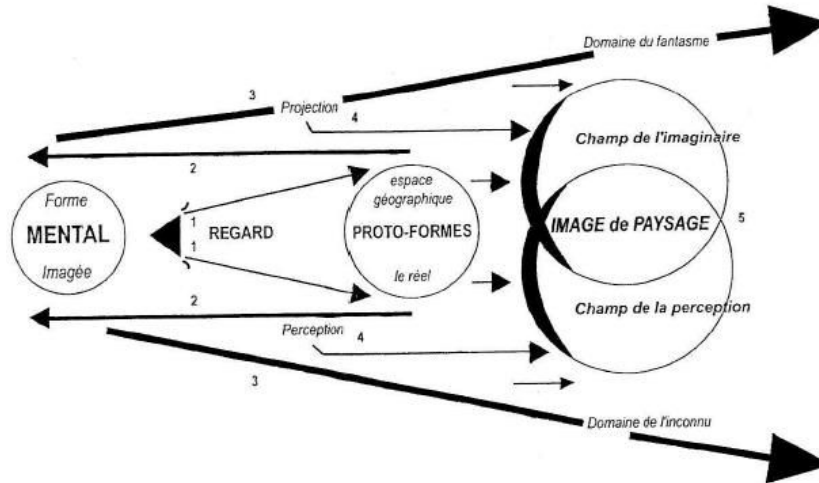 Domaine du fantasme
3
Projection
4
Champ de l'imaginaire
2
Forme
MENTAL
Imagée
1
REGARD
1
espace
géographique
PROTO-FORMES
le réel
IMAGE de PAYSAGE
5
2
Champ de la perception
Perception
4
3
Domaine de l'inconnu